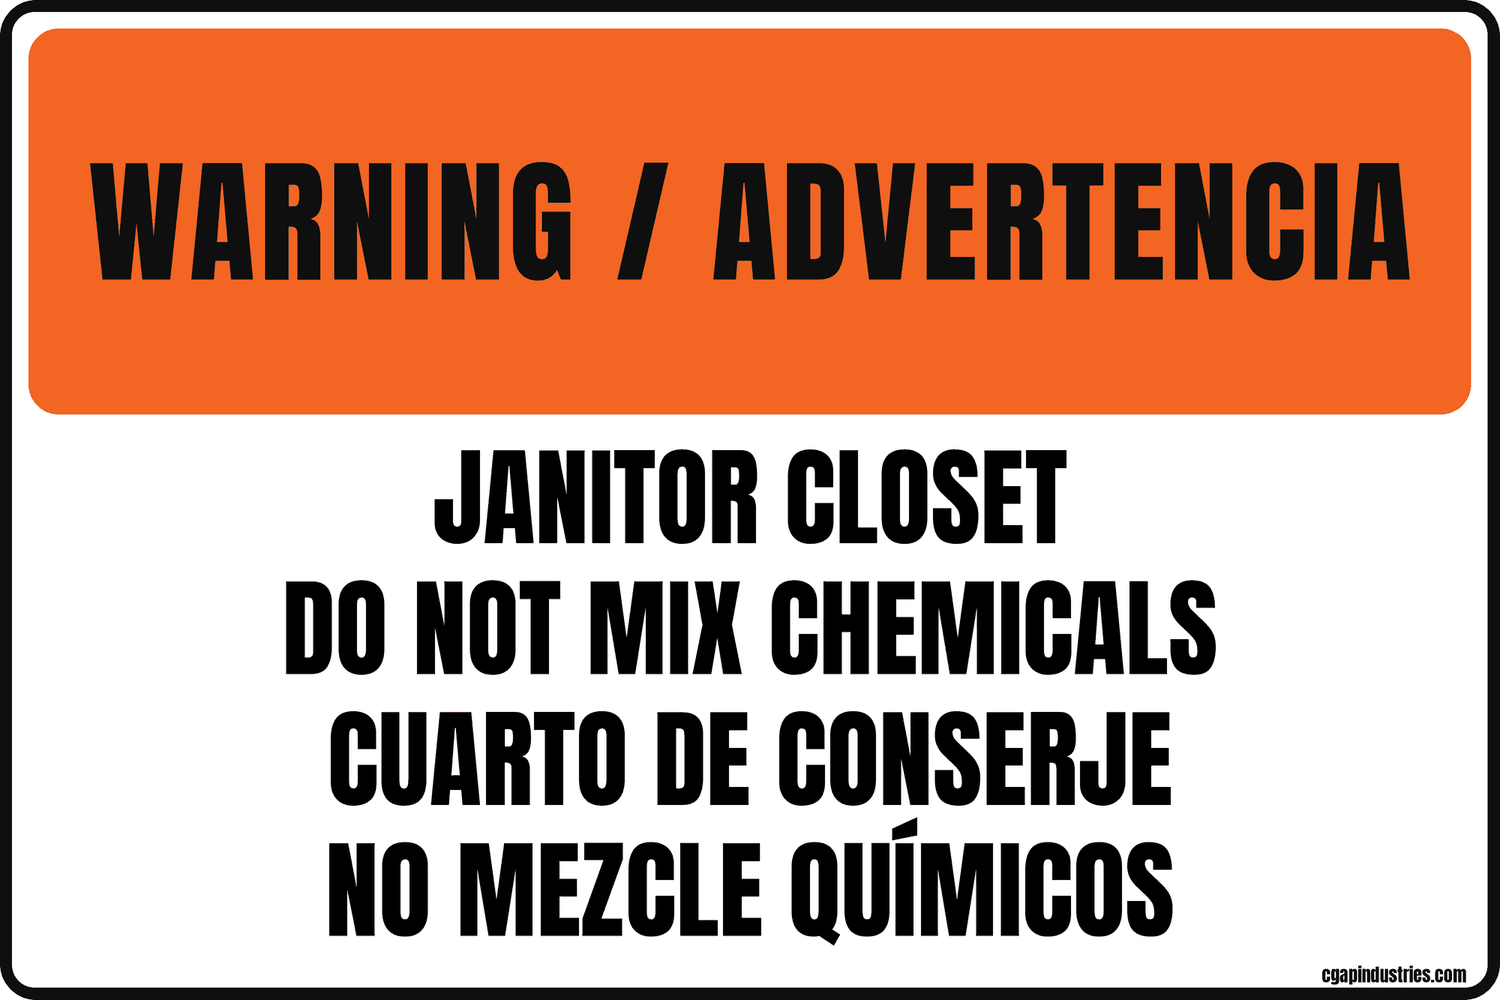 WARNING / ADVERTENCIA
JANITOR CLOSET
DO NOT MIX CHEMICALS
CUARTO DE CONSERJE
NO MEZCLE QUÍMICOS
cgapindustries.com